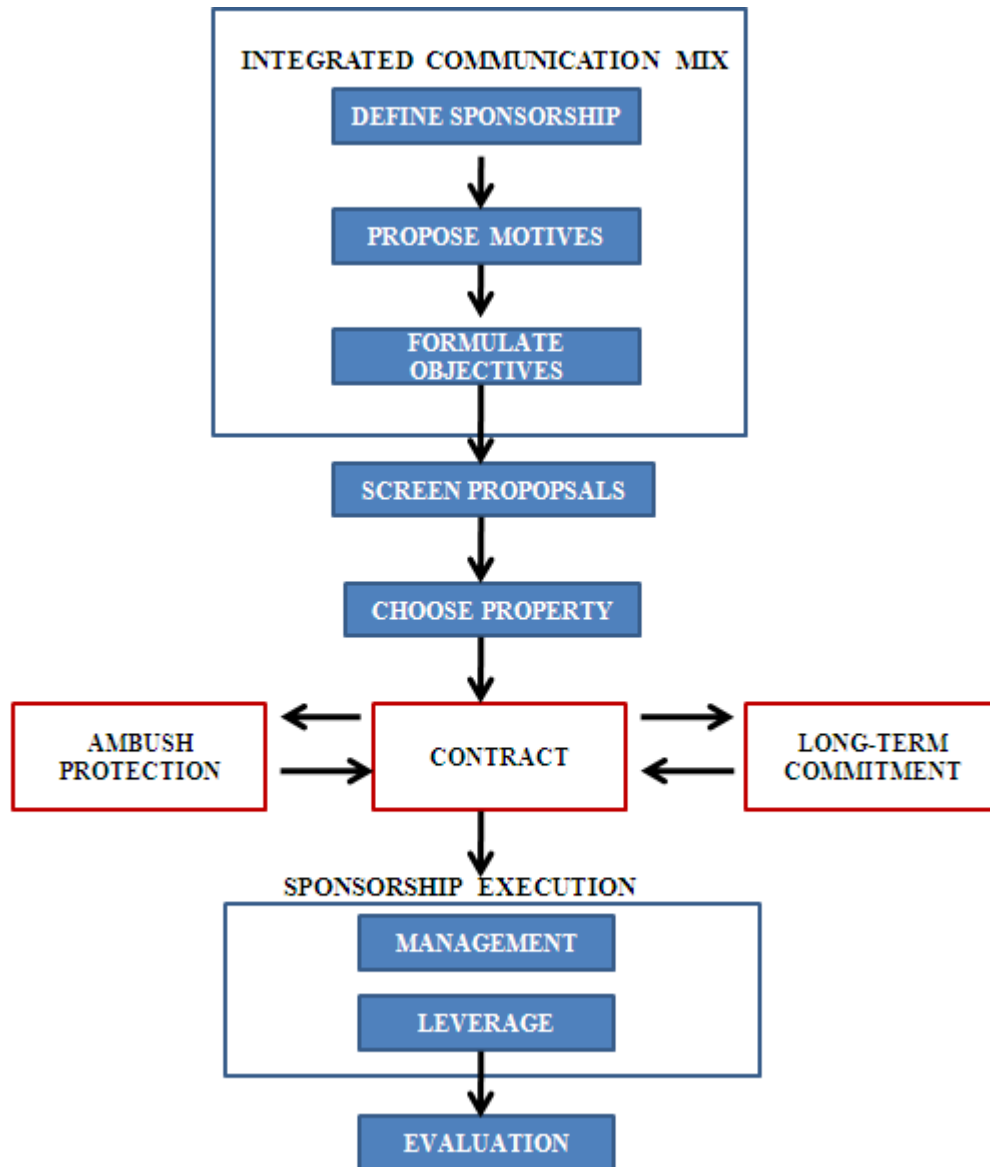 INTEGRATED COMMUNICATION MIX
DEFINE SPONSORSHIP
PROPOSE MOTIVES
FORMULATE
OBJECTIVES
SCREEN PROPOPSALS
CHOOSE PROPERTY
AMBUSH
PROTECTION
CONTRACT
LONG-TERM
COMMITMENT
SPONSORSHIP EXECUTION
MANAGEMENT
LEVERAGE
EVALUATION